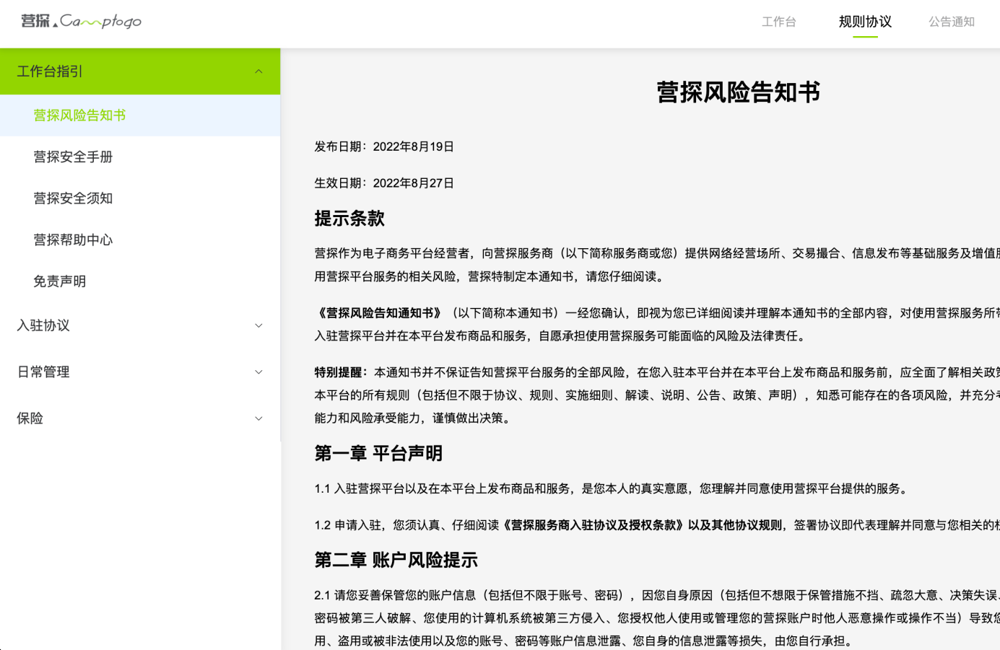 营探 Camptogo
工作台
规则协议
公告通知
工作台指引
营探风险告知书
营探安全手册
营探安全须知
营探帮助中心
免责声明
入驻协议
日常管理
保险
营探风险告知书
发布日期：2022年8月19日
生效日期：2022年8月27日
提示条款
营探作为电子商务平台经营者，向营探服务商（以下简称服务商或您）提供网络经营场所、交易撮合、信息发布等基础服务及增值
用营探平台服务的相关风险，营探特制定本通知书，请您仔细阅读。
《营探风险告知通知书》（以下简称本通知书）一经您确认，即视为您已详细阅读并理解本通知书的全部内容，对使用营探服务所
入驻营探平台并在本平台发布商品和服务，自愿承担使用营探服务可能面临的风险及法律责任。
特别提醒：本通知书并不保证告知营探平台服务的全部风险，在您入驻本平台并在本平台上发布商品和服务前，应全面了解相关政
本平台的所有规则（包括但不限于协议、规则、实施细则、解读、说明、公告、政策、声明），知悉可能存在的各项风险，并充分
能力和风险承受能力，谨慎做出决策。
第一章 平台声明
1.1 入驻营探平台以及在本平台上发布商品和服务，是您本人的真实意愿，您理解并同意使用营探平台提供的服务。
1.2 申请入驻，您须认真、仔细阅读《营探服务商入驻协议及授权条款》以及其他协议规则，签署协议即代表理解并同意与您相关的
第二章 账户风险提示
2.1 请您妥善保管您的账户信息（包括但不限于账号、密码），因您自身原因（包括但不想限于保管措施不挡、疏忽大意、决策失误、
密码被第三人破解、您使用的计算机系统被第三方侵入、您授权他人使用或管理您的营探账户时他人恶意操作或操作不当）导致
用、盗用或被非法使用以及您的账号、密码等账户信息泄露、您自身的信息泄露等损失，由您自行承担。